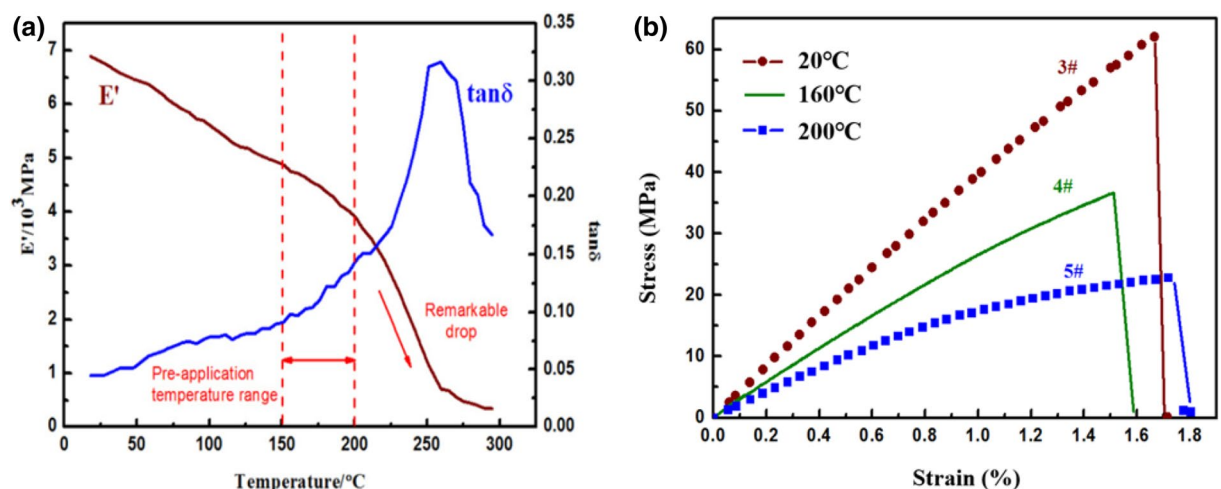 (a)
7
6
5
4
3
2
1
0
E'/10³MPa
0 50 100 150 200 250 300
Temperature/°C
0.35
0.30
0.25
0.20
0.15
0.10
0.05
0.00
tanδ
E'
tanδ
Remarkable
drop
Pre-application
temperature range
(b)
60
50
40
30
20
10
0
Stress (MPa)
0.0 0.2 0.4 0.6 0.8 1.0 1.2 1.4 1.6 1.8
Strain (%)
20°C
160°C
200°C
3#
4#
5#